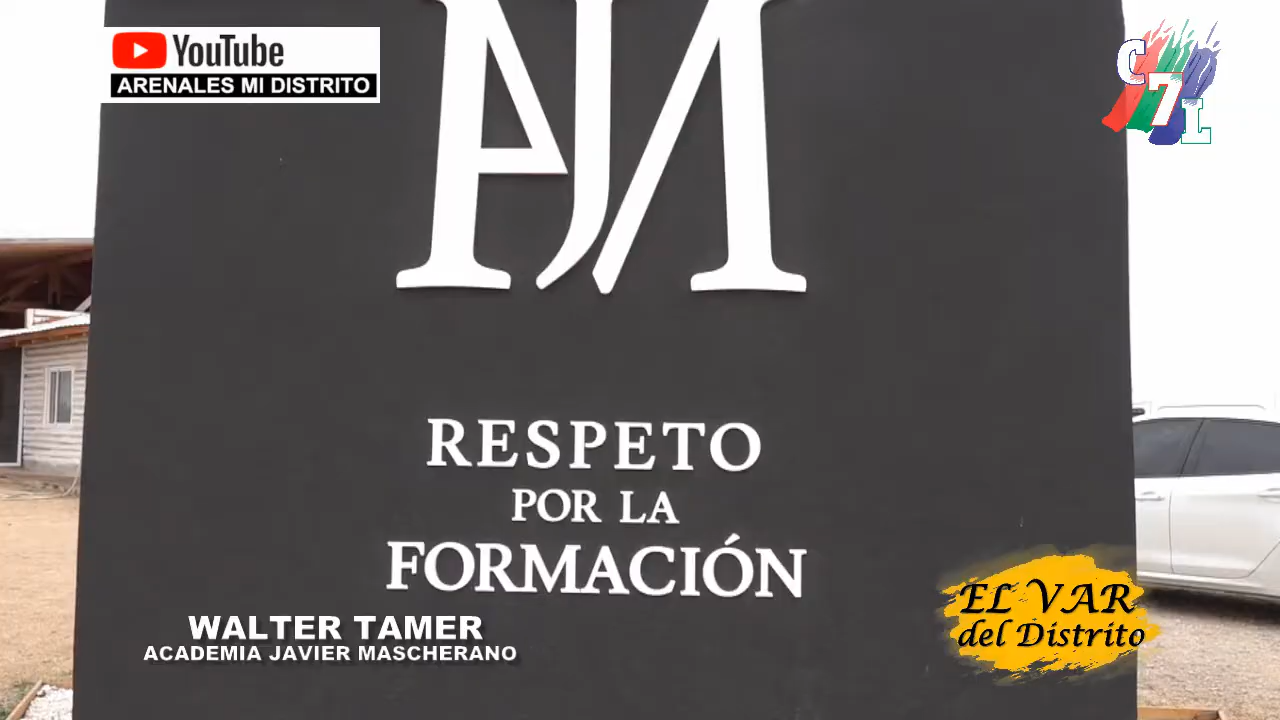 YouTube
ARENALES MI DISTRITO
C7L
AJM
RESPETO
POR LA
FORMACIÓN
WALTER TAMER
ACADEMIA JAVIER MASCHERANO
EL VAR
del Distrito